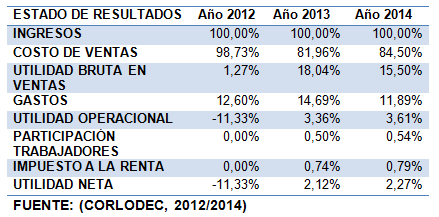 ESTADO DE RESULTADOS Año 2012 Año 2013 Año 2014
INGRESOS 100,00% 100,00% 100,00%
COSTO DE VENTAS 98,73% 81,96% 84,50%
UTILIDAD BRUTA EN 1,27% 18,04% 15,50%
VENTAS
GASTOS 12,60% 14,69% 11,89%
UTILIDAD OPERACIONAL -11,33% 3,36% 3,61%
PARTICIPACIÓN 0,00% 0,50% 0,54%
TRABAJADORES
IMPUESTO A LA RENTA 0,00% 0,74% 0,79%
UTILIDAD NETA -11,33% 2,12% 2,27%
FUENTE: (CORLODEC, 2012/2014)